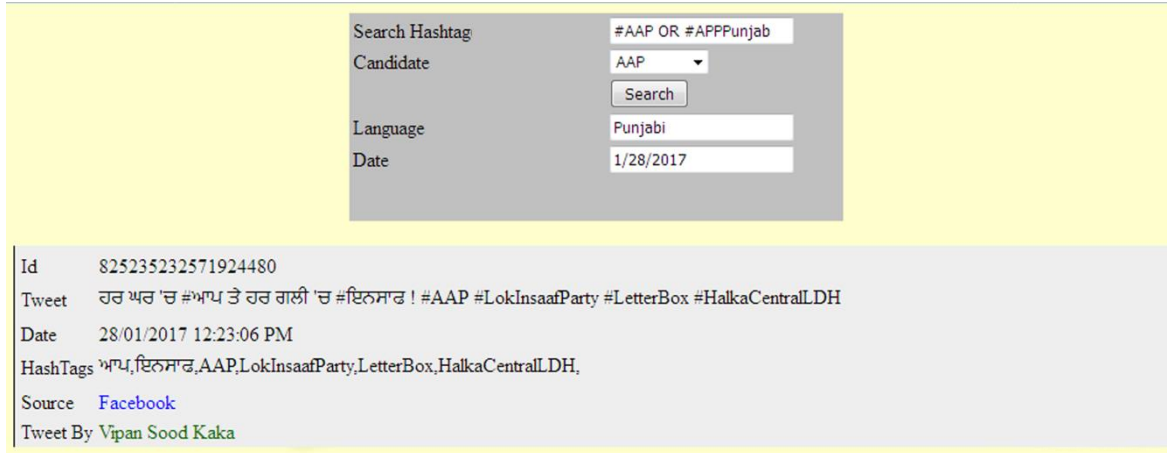 Search Hashtag #AAP OR #APPPunjab
Candidate AAP
Search
Language Punjabi
Date 1/28/2017
Id 825235232571924480
Tweet ਹਰ ਘਰ 'ਚ #ਆਪ ਤੇ ਹਰ ਗਲੀ 'ਚ #ਇਨਸਾਫ ! #AAP #LokInsaafParty #LetterBox #HalkaCentralLDH
Date 28/01/2017 12:23:06 PM
HashTags ਆਪ,ਇਨਸਾਫ,AAP,LokInsaafParty,LetterBox,HalkaCentralLDH,
Source Facebook
Tweet By Vipan Sood Kaka